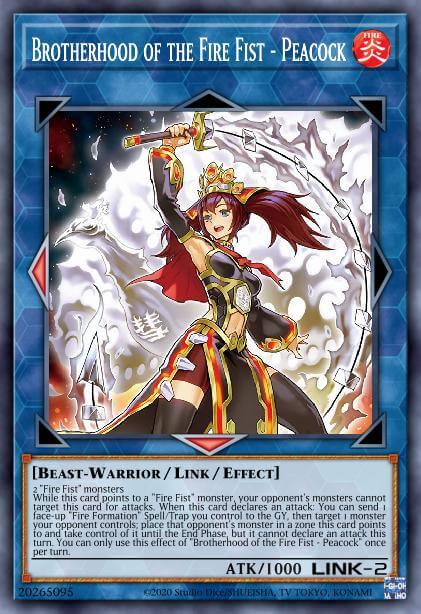 BROTHERHOOD OF THE FIRE FIST - PEACOCK
FIRE
炎
[BEAST-WARRIOR / LINK / EFFECT]
2 "Fire Fist" monsters
While this card points to a "Fire Fist" monster, your opponent's monsters cannot
target this card for attacks. When this card declares an attack: You can send 1
face-up "Fire Formation" Spell/Trap you control to the GY, then target 1 monster
your opponent controls; place that opponent's monster in a zone this card points
to and take control of it until the End Phase, but it cannot declare an attack this
turn. You can only use this effect of "Brotherhood of the Fire Fist - Peacock" once
per turn.
ATK/1000 LINK-2
20265095 ©2020 Studio Dice/SHUEISHA, TV TOKYO, KONAMI